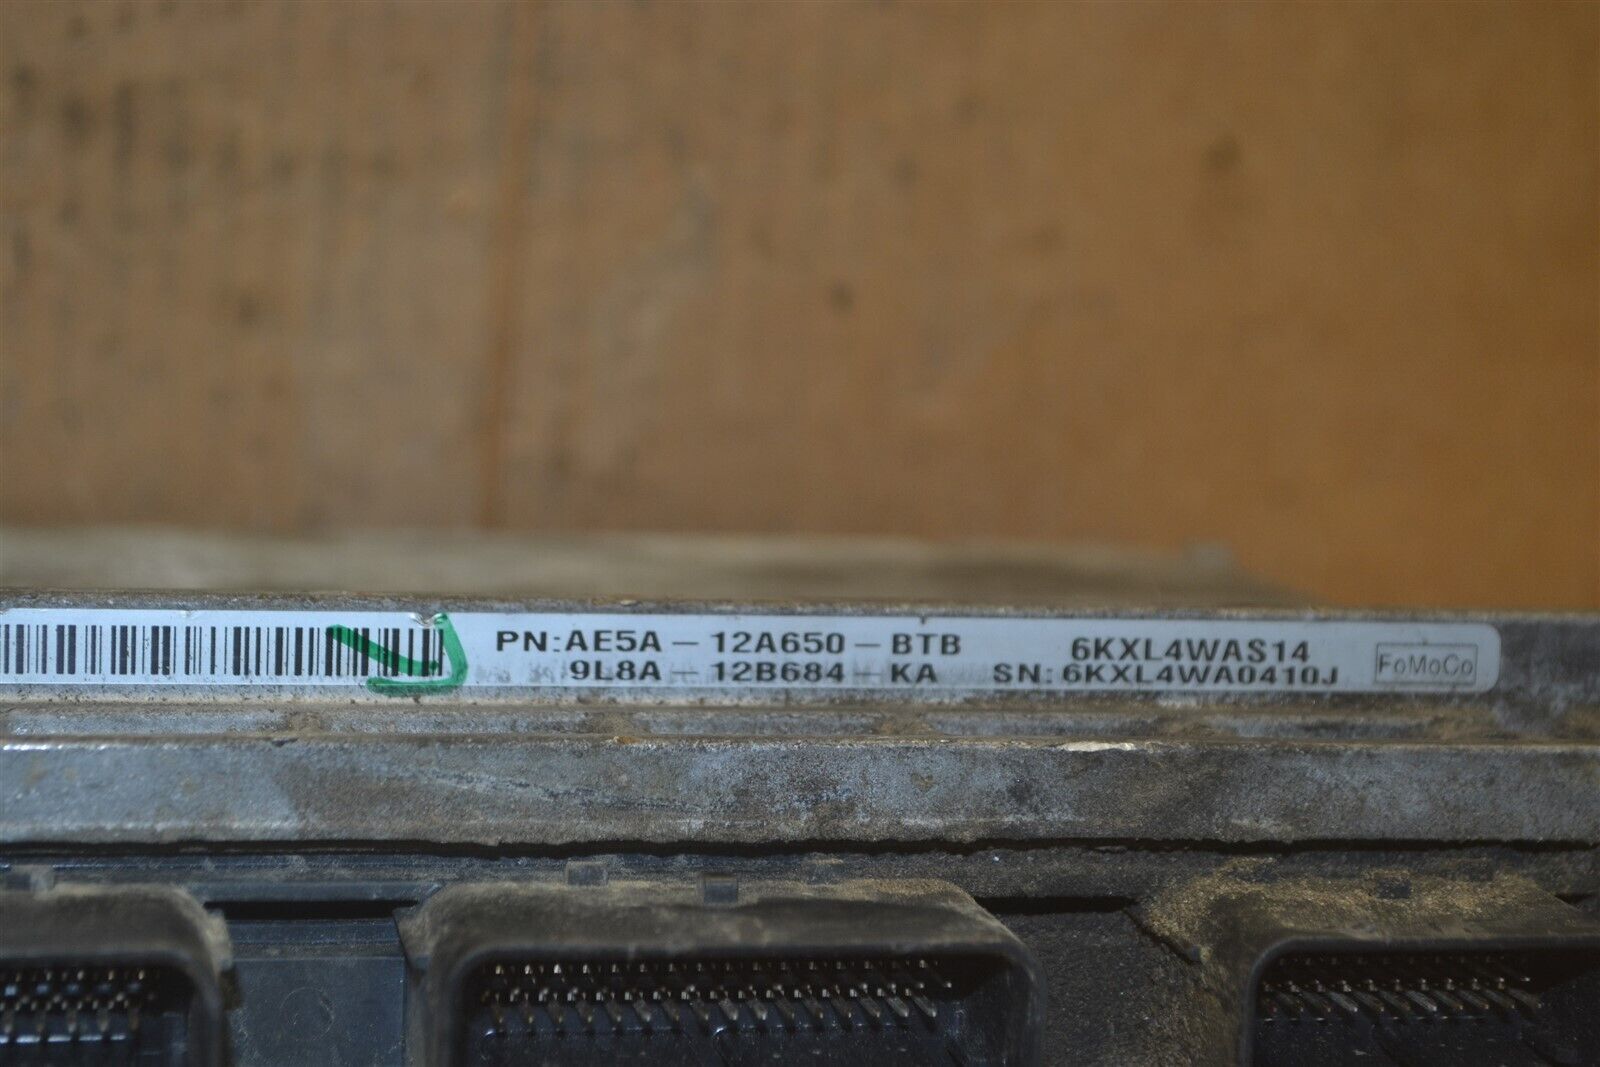 PN:AE5A-12A650-BTB 6KXL4WAS14
9L8A-12B684-KA SN:6KXL4WA0410J
FoMoCo